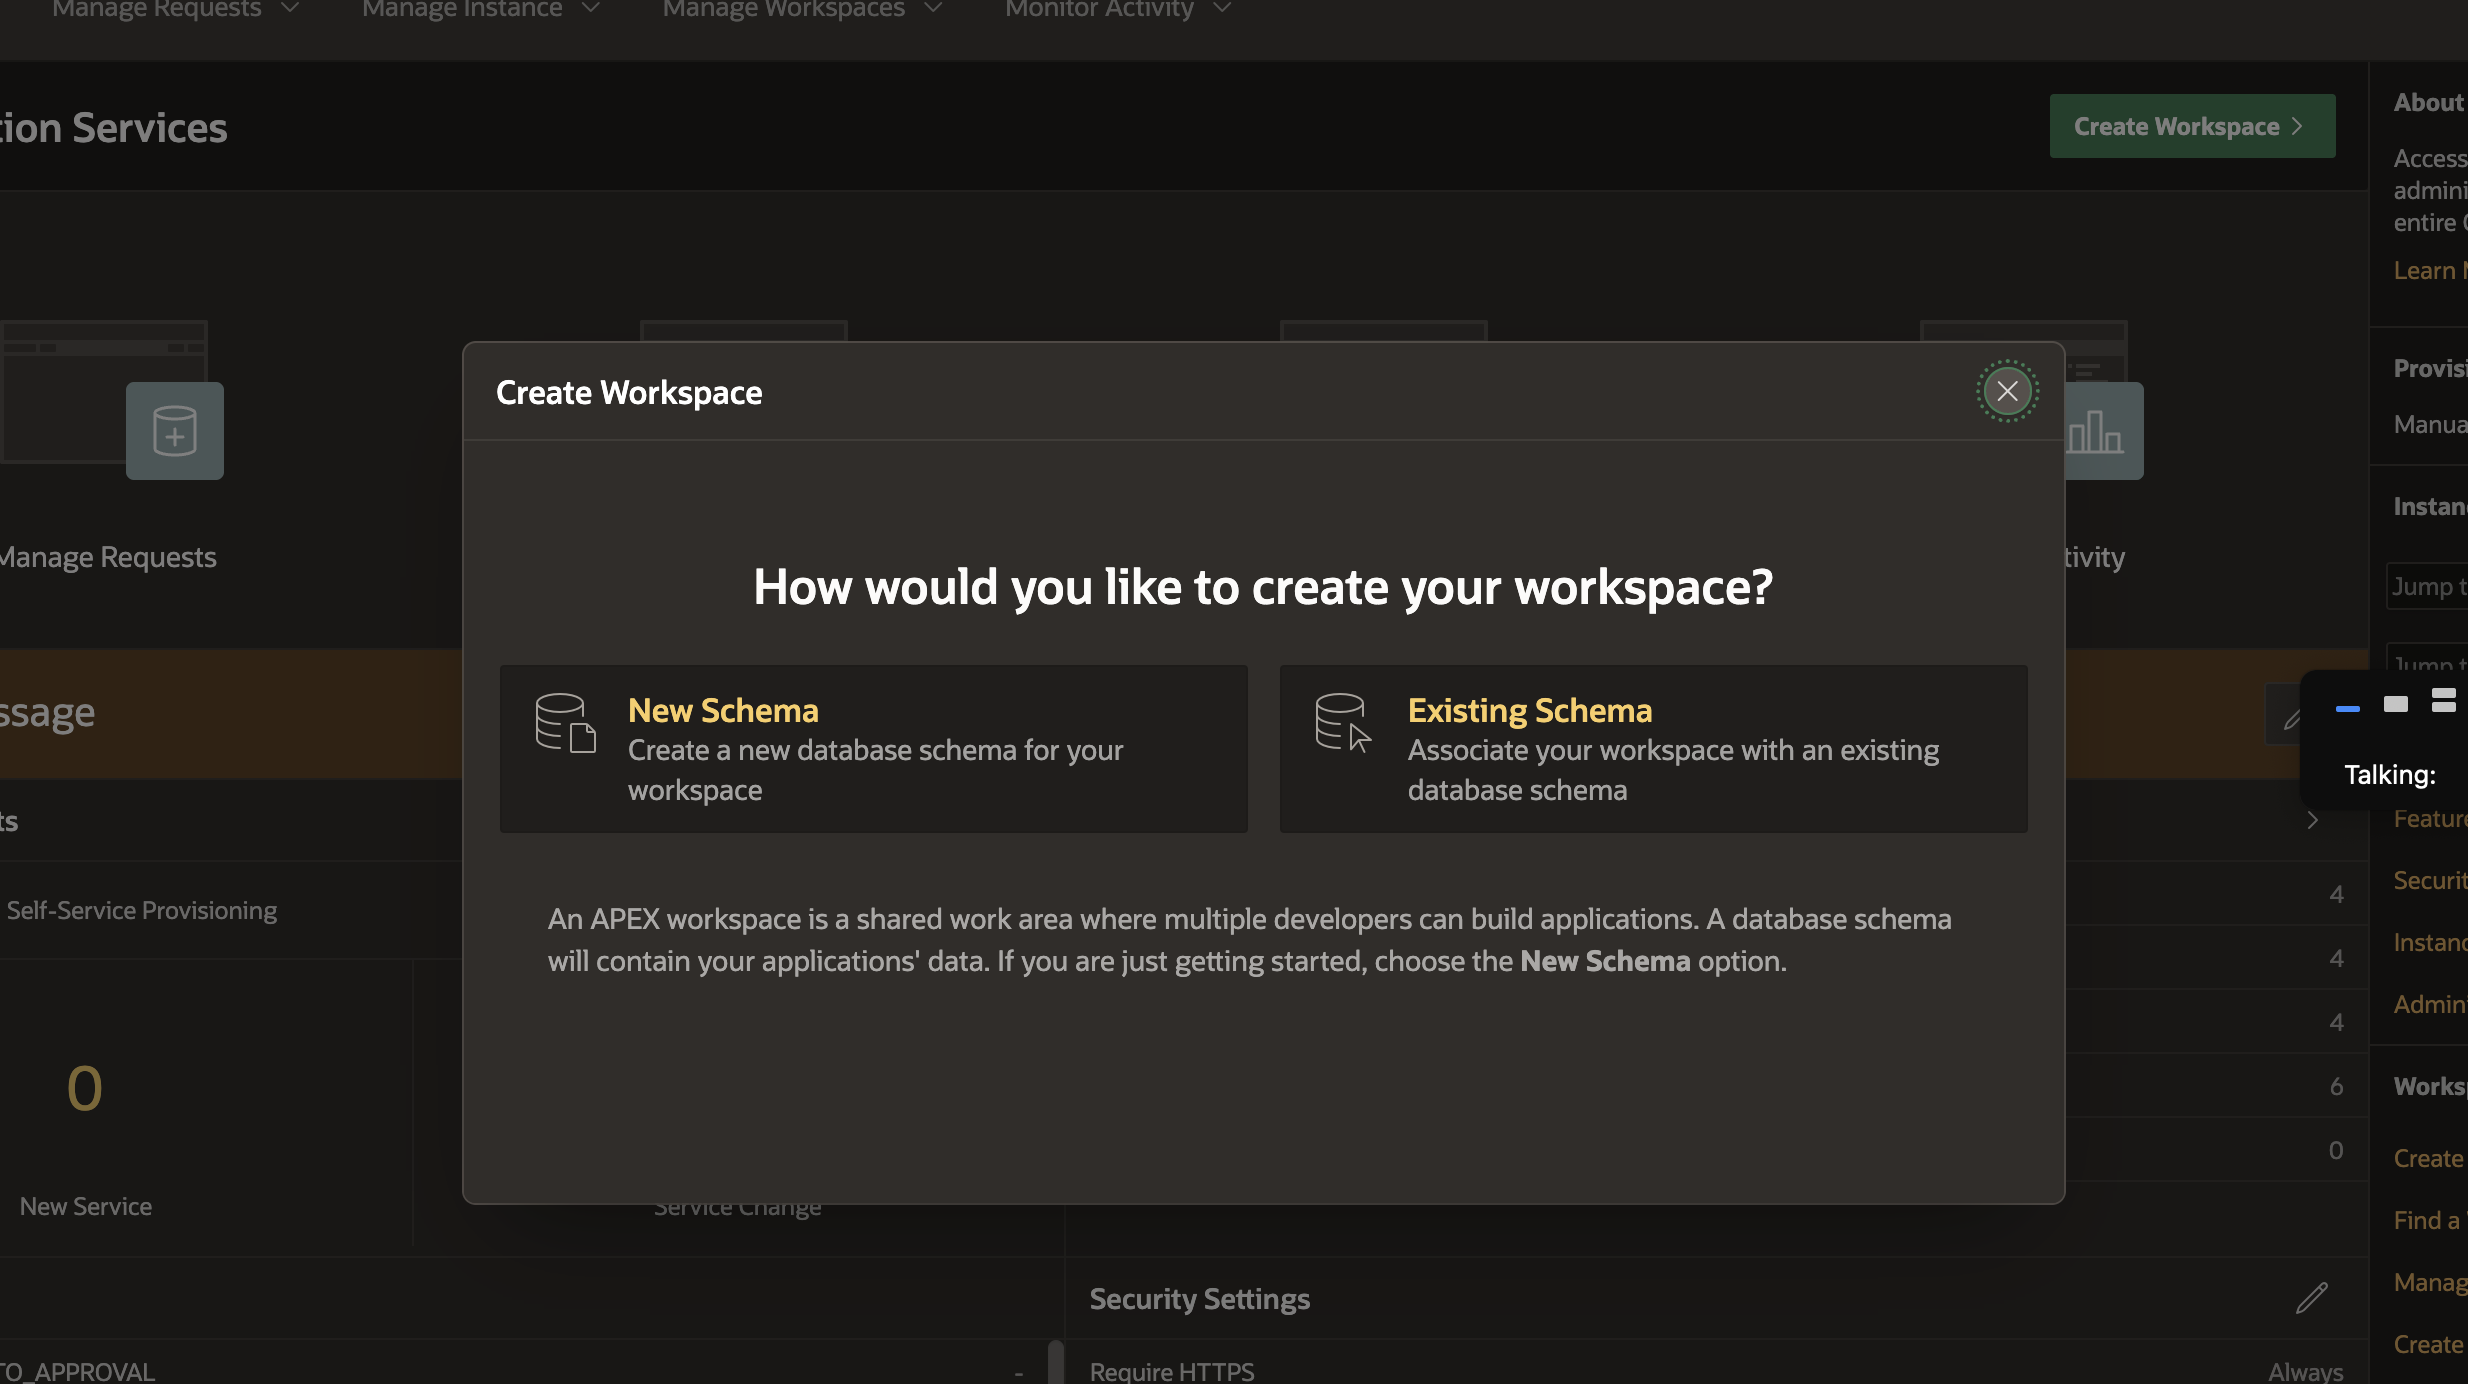 Manage Requests
Manage Instance
Manage Workspaces
Monitor Activity
tion Services
Create Workspace
About
Access
admini
entire
Learn
Provisi
Manua
Instanc
Jump t
Jump t
Manage Requests
tivity
Create Workspace
How would you like to create your workspace?
New Schema
Create a new database schema for your
workspace
Existing Schema
Associate your workspace with an existing
database schema
An APEX workspace is a shared work area where multiple developers can build applications. A database schema
will contain your applications' data. If you are just getting started, choose the New Schema option.
ssage
Talking:
ts
Feature
Self-Service Provisioning
4
Securit
4
Instanc
4
Admini
0
6
Worksp
0
Create
New Service
Service Change
Find a
Manag
Security Settings
Create
TO_APPROVAL
-
Require HTTPS
Always